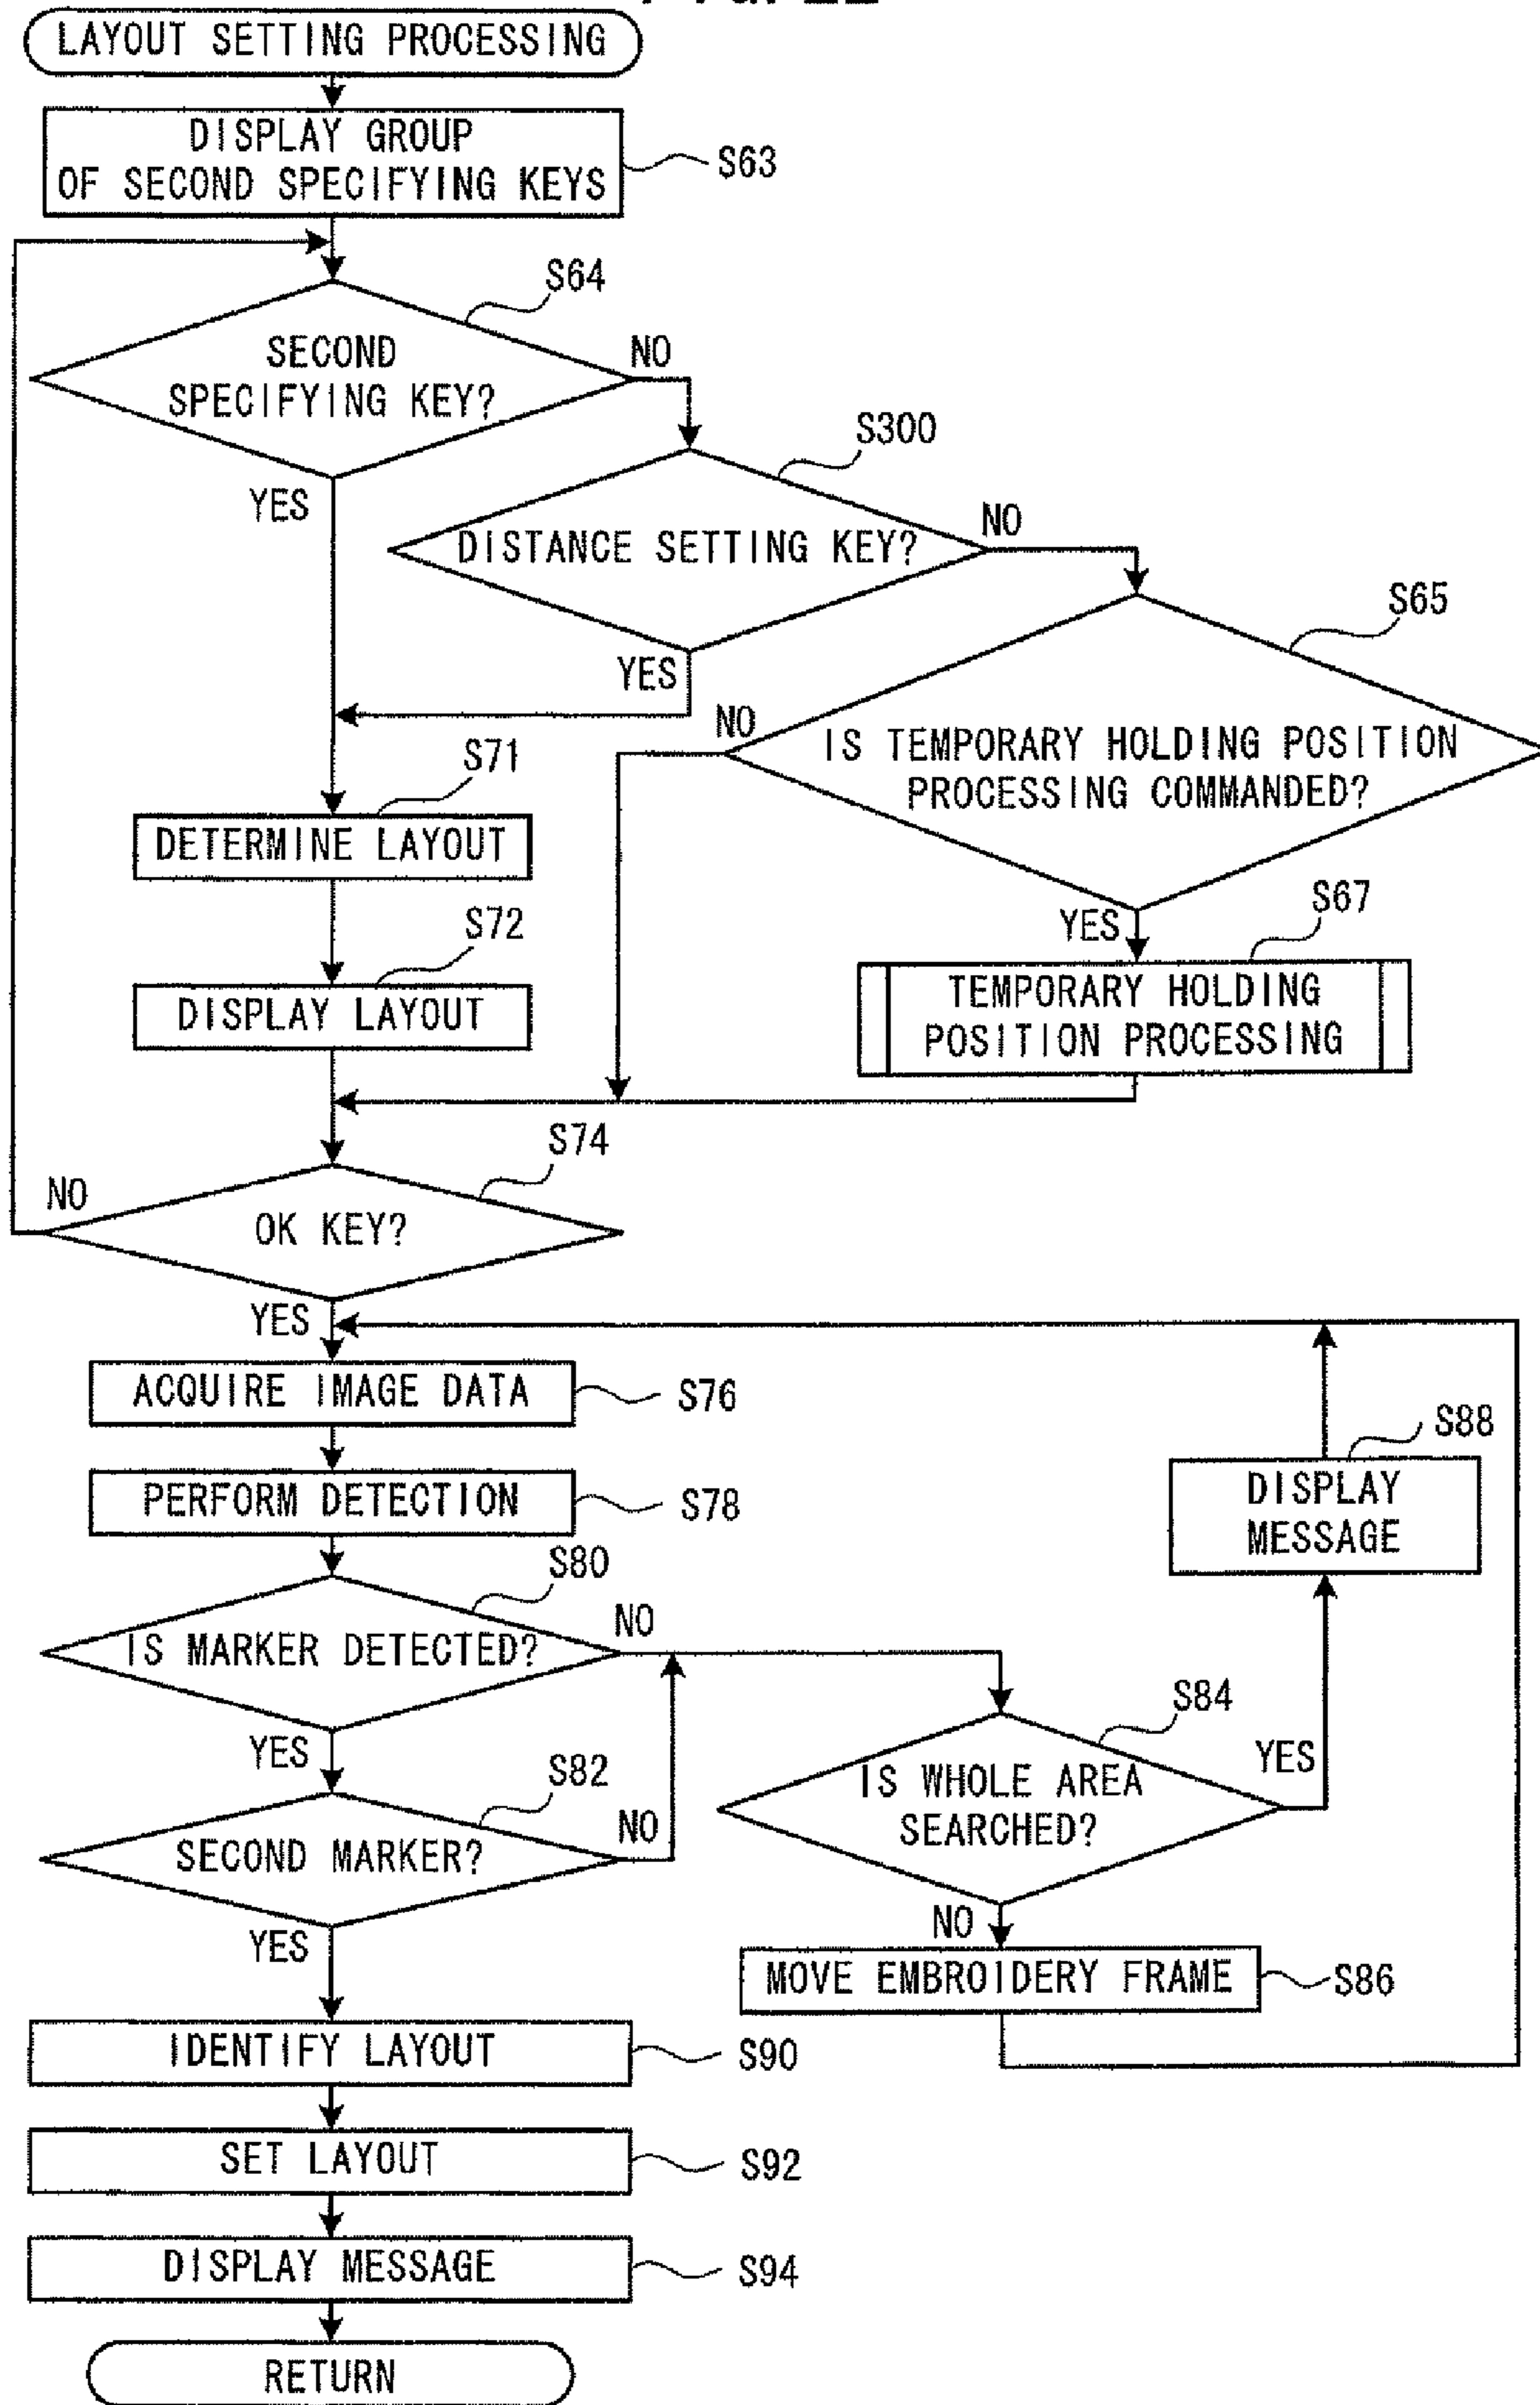 LAYOUT SETTING PROCESSING
DISPLAY GROUP
OF SECOND SPECIFYING KEYS
S63
S64
SECOND
SPECIFYING KEY?
NO
YES
S300
DISTANCE SETTING KEY?
NO
YES
S65
IS TEMPORARY HOLDING POSITION
PROCESSING COMMANDED?
NO
YES
S71
DETERMINE LAYOUT
S67
TEMPORARY HOLDING
POSITION PROCESSING
S72
DISPLAY LAYOUT
S74
OK KEY?
NO
YES
ACQUIRE IMAGE DATA
S76
PERFORM DETECTION
S78
S80
IS MARKER DETECTED?
NO
YES
S82
SECOND MARKER?
NO
YES
S84
IS WHOLE AREA
SEARCHED?
YES
NO
S88
DISPLAY
MESSAGE
MOVE EMBROIDERY FRAME
S86
IDENTIFY LAYOUT
S90
SET LAYOUT
S92
DISPLAY MESSAGE
S94
RETURN